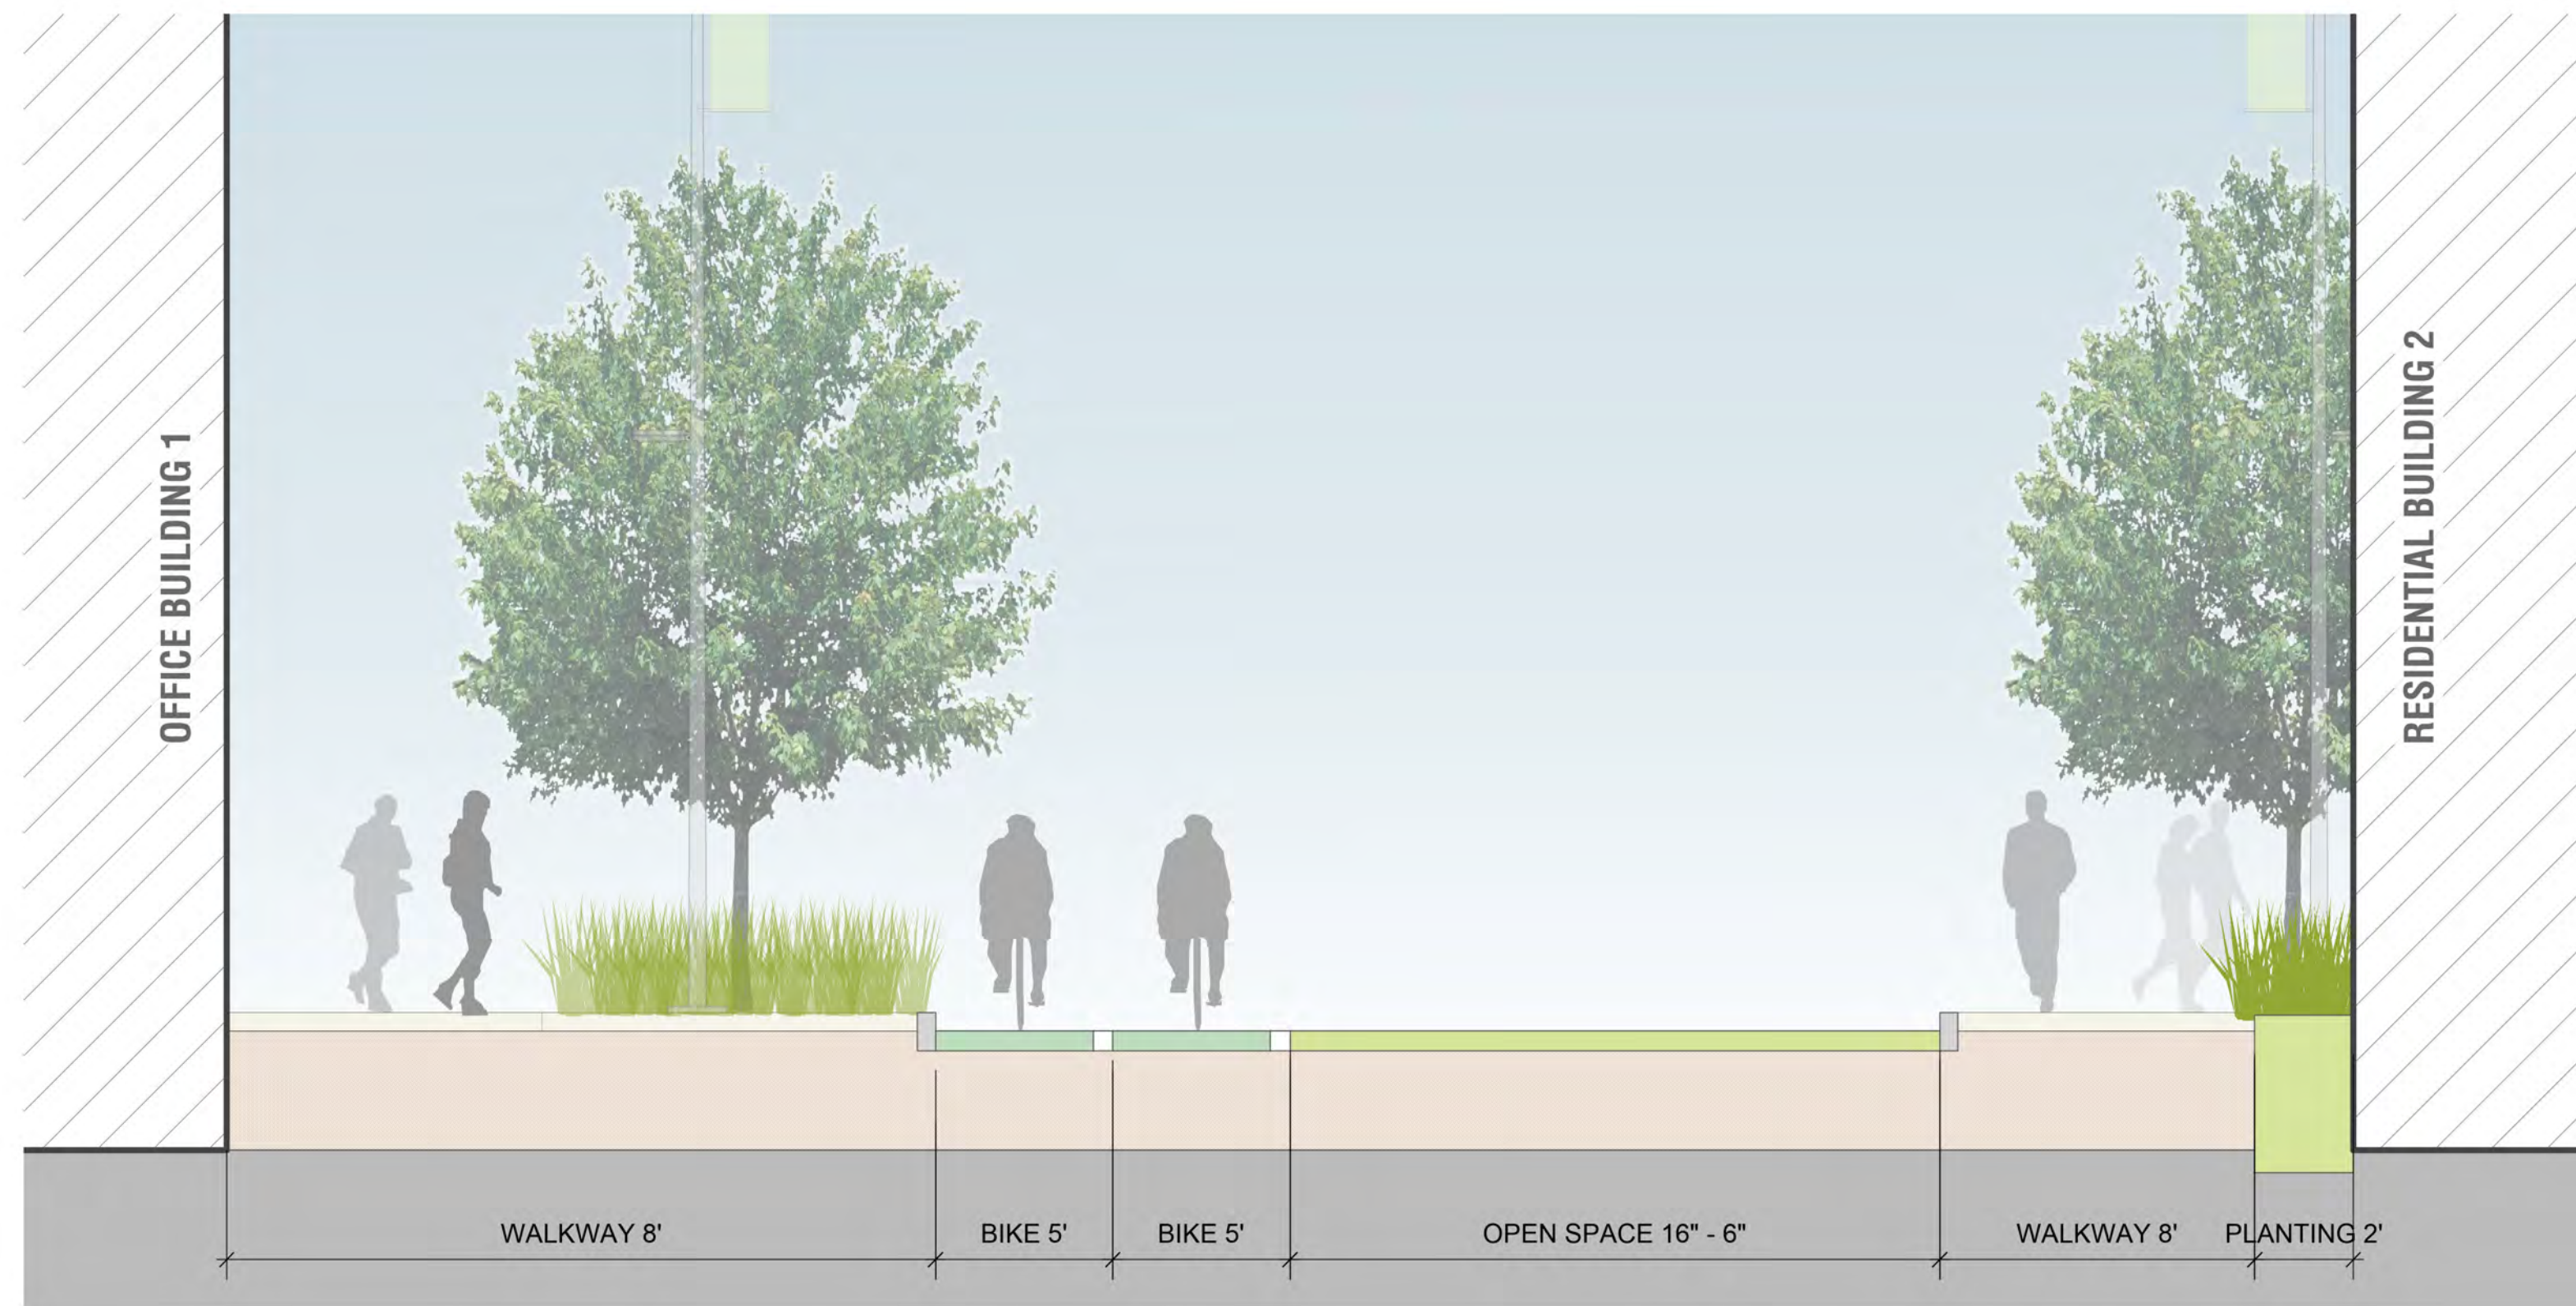 OFFICE BUILDING 1
RESIDENTIAL BUILDING 2
WALKWAY 8'
BIKE 5'
BIKE 5'
OPEN SPACE 16" - 6"
WALKWAY 8'
PLANTING 2'